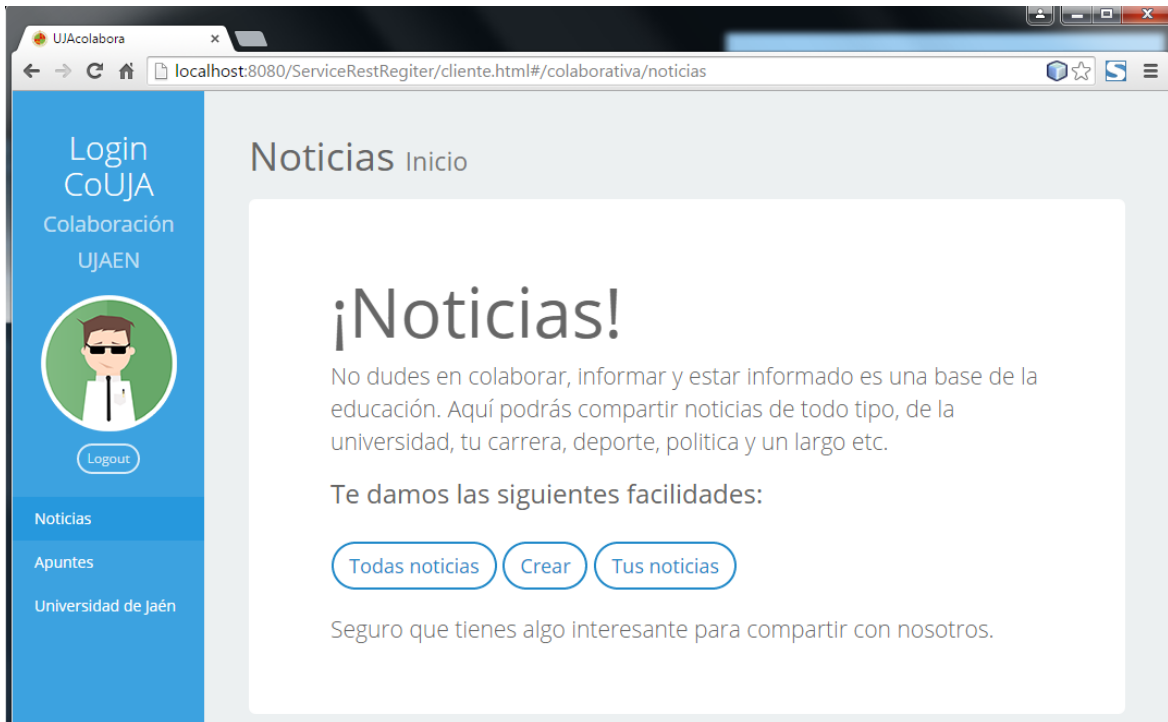 UJAcolabora
localhost:8080/ServiceRestRegiter/cliente.html#/colaborativa/noticias
Login
CoUJA
Colaboración
UJAEN
Logout
Noticias
Apuntes
Universidad de Jaén
Noticias Inicio
¡Noticias!
No dudes en colaborar, informar y estar informado es una base de la
educación. Aquí podrás compartir noticias de todo tipo, de la
universidad, tu carrera, deporte, politica y un largo etc.
Te damos las siguientes facilidades:
Todas noticias Crear Tus noticias
Seguro que tienes algo interesante para compartir con nosotros.